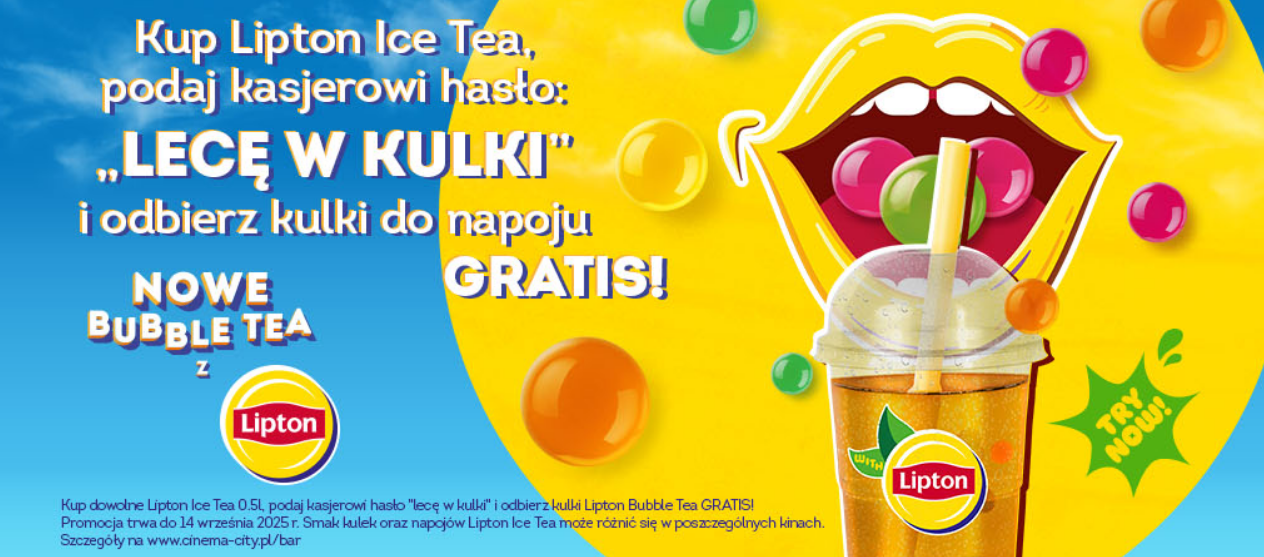 Kup Lipton Ice Tea,
podaj kasjerowi hasło:
„LECĘ W KULKI”
i odbierz kulki do napoju
GRATIS!
NOWE
BUBBLE TEA
z
Lipton
TRY
NOW!
WITH
Lipton
Kup dowolne Lipton Ice Tea 0.5l, podaj kasjerowi hasło "lecę w kulki" i odbierz kulki Lipton Bubble Tea GRATIS!
Promocja trwa do 14 września 2025 r. Smak kulek oraz napojów Lipton Ice Tea może różnić się w poszczególnych kinach.
Szczegóły na www.cinema-city.pl/bar